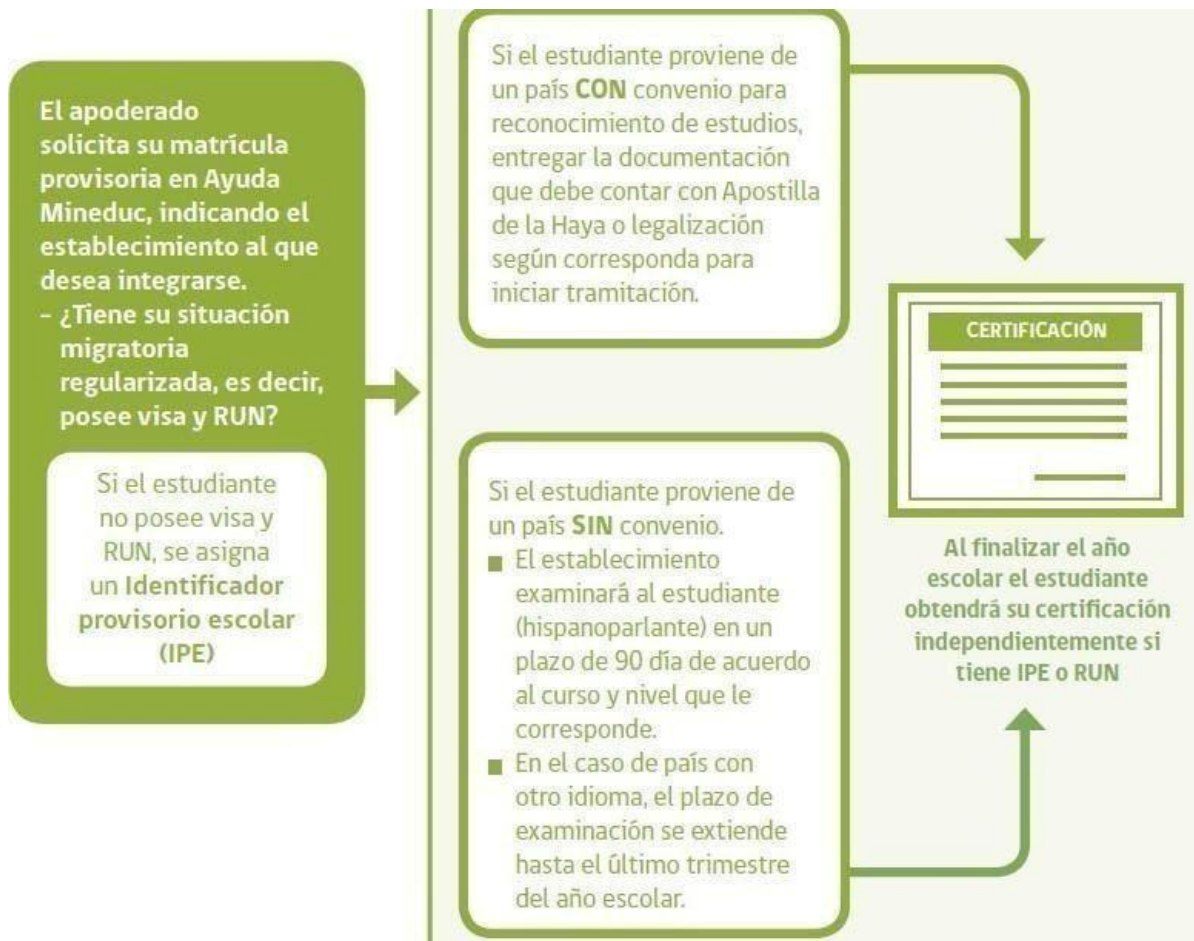 El apoderado
solicita su matrícula
provisoria en Ayuda
Mineduc, indicando el
establecimiento al que
desea integrarse.
– ¿Tiene su situación
migratoria
regularizada, es decir,
posee visa y RUN?
Si el estudiante
no posee visa y
RUN, se asigna
un Identificador
provisorio escolar
(IPE)
Si el estudiante proviene de
un país CON convenio para
reconocimiento de estudios,
entregar la documentación
que debe contar con Apostilla
de la Haya o legalización
según corresponda para
iniciar tramitación.
Si el estudiante proviene de
un país SIN convenio.
■ El establecimiento
examinará al estudiante
(hispanoparlante) en un
plazo de 90 día de acuerdo
al curso y nivel que le
corresponde.
■ En el caso de país con
otro idioma, el plazo de
examinación se extiende
hasta el último trimestre
del año escolar.
CERTIFICACIÓN
Al finalizar el año
escolar el estudiante
obtendrá su certificación
independientemente si
tiene IPE o RUN